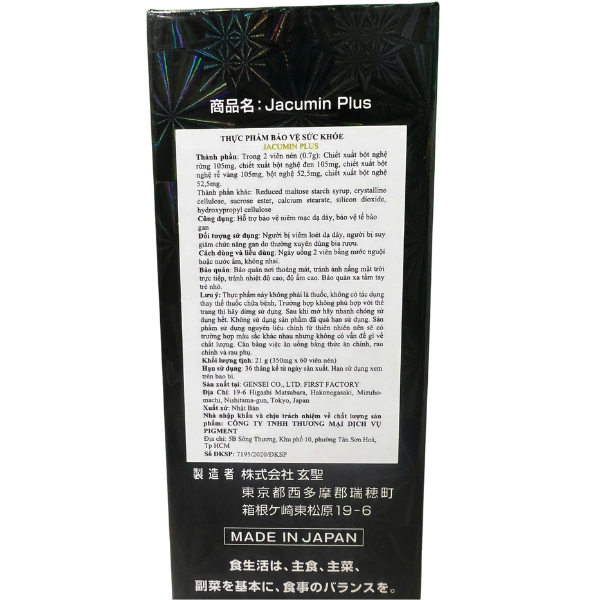 商品名：Jacumin Plus
THỰC PHẨM BẢO VỆ SỨC KHỎE
JACUMIN PLUS
Thành phần: Trong 2 viên nén (0.7g): Chiết xuất bột nghệ
rừng 105mg, chiết xuất bột nghệ đen 105mg, chiết xuất bột
nghệ rễ vàng 105mg, bột nghệ 52,5mg, chiết xuất bột nghệ
52,5mg.
Thành phần khác: Reduced maltose starch syrup, crystalline
cellulose, sucrose ester, calcium stearate, silicon dioxide,
hydroxypropyl cellulose
Công dụng: Hỗ trợ bảo vệ niêm mạc dạ dày, bảo vệ tế bào
gan
Đối tượng sử dụng: Người bị viêm loét dạ dày, người bị suy
giảm chức năng gan do thường xuyên dùng bia rượu.
Cách dùng và liều dùng: Ngày uống 2 viên bằng nước nguội
hoặc nước ấm, không nhai.
Bảo quản: Bảo quản nơi thoáng mát, tránh ánh nắng mặt trời
trực tiếp, tránh nhiệt độ cao, độ ẩm cao. Bảo quản xa tầm tay
trẻ nhỏ.
Lưu ý: Thực phẩm này không phải là thuốc, không có tác dụng
thay thế thuốc chữa bệnh, Trường hợp không phù hợp với thể
trạng thì hãy dừng sử dụng. Sau khi mở hãy nhanh chóng sử
dụng hết. Không sử dụng sản phẩm đã quá hạn sử dụng. Sản
phẩm sử dụng nguyên liệu chính từ thiên nhiên nên sẽ có
trường hợp màu sắc khác nhau nhưng không có vấn đề gì về
chất lượng. Cân bằng việc ăn uống bằng thức ăn chính, rau
chính và rau phụ.
Khối lượng tịnh: 21 g (350mg x 60 viên nén)
Hạn sử dụng: 36 tháng kể từ ngày sản xuất. Hạn sử dụng xem
trên bao bì.
Sản xuất tại: GENSEI CO., LTD. FIRST FACTORY
Địa Chỉ: 19-6 Higashi Matsubara, Hakonegasaki, Mizuho-
machi, Nishitama-gun, Tokyo, Japan
Xuất xứ: Nhật Bản
Nhà nhập khẩu và chịu trách nhiệm về chất lượng sản
phẩm: CÔNG TY TNHH THƯƠNG MẠI DỊCH VỤ
PIGMENT
Địa chỉ: 5B Sông Thương, Khu phố 10, phường Tân Sơn Hoà,
Tp HCM
Số ĐKSP: 7195/2020/ĐKSP
製造者 株式会社 玄聖
東京都西多摩郡瑞穂町
箱根ケ崎東松原19-6
MADE IN JAPAN
食生活は、主食、主菜、
副菜を基本に、食事のバランスを。